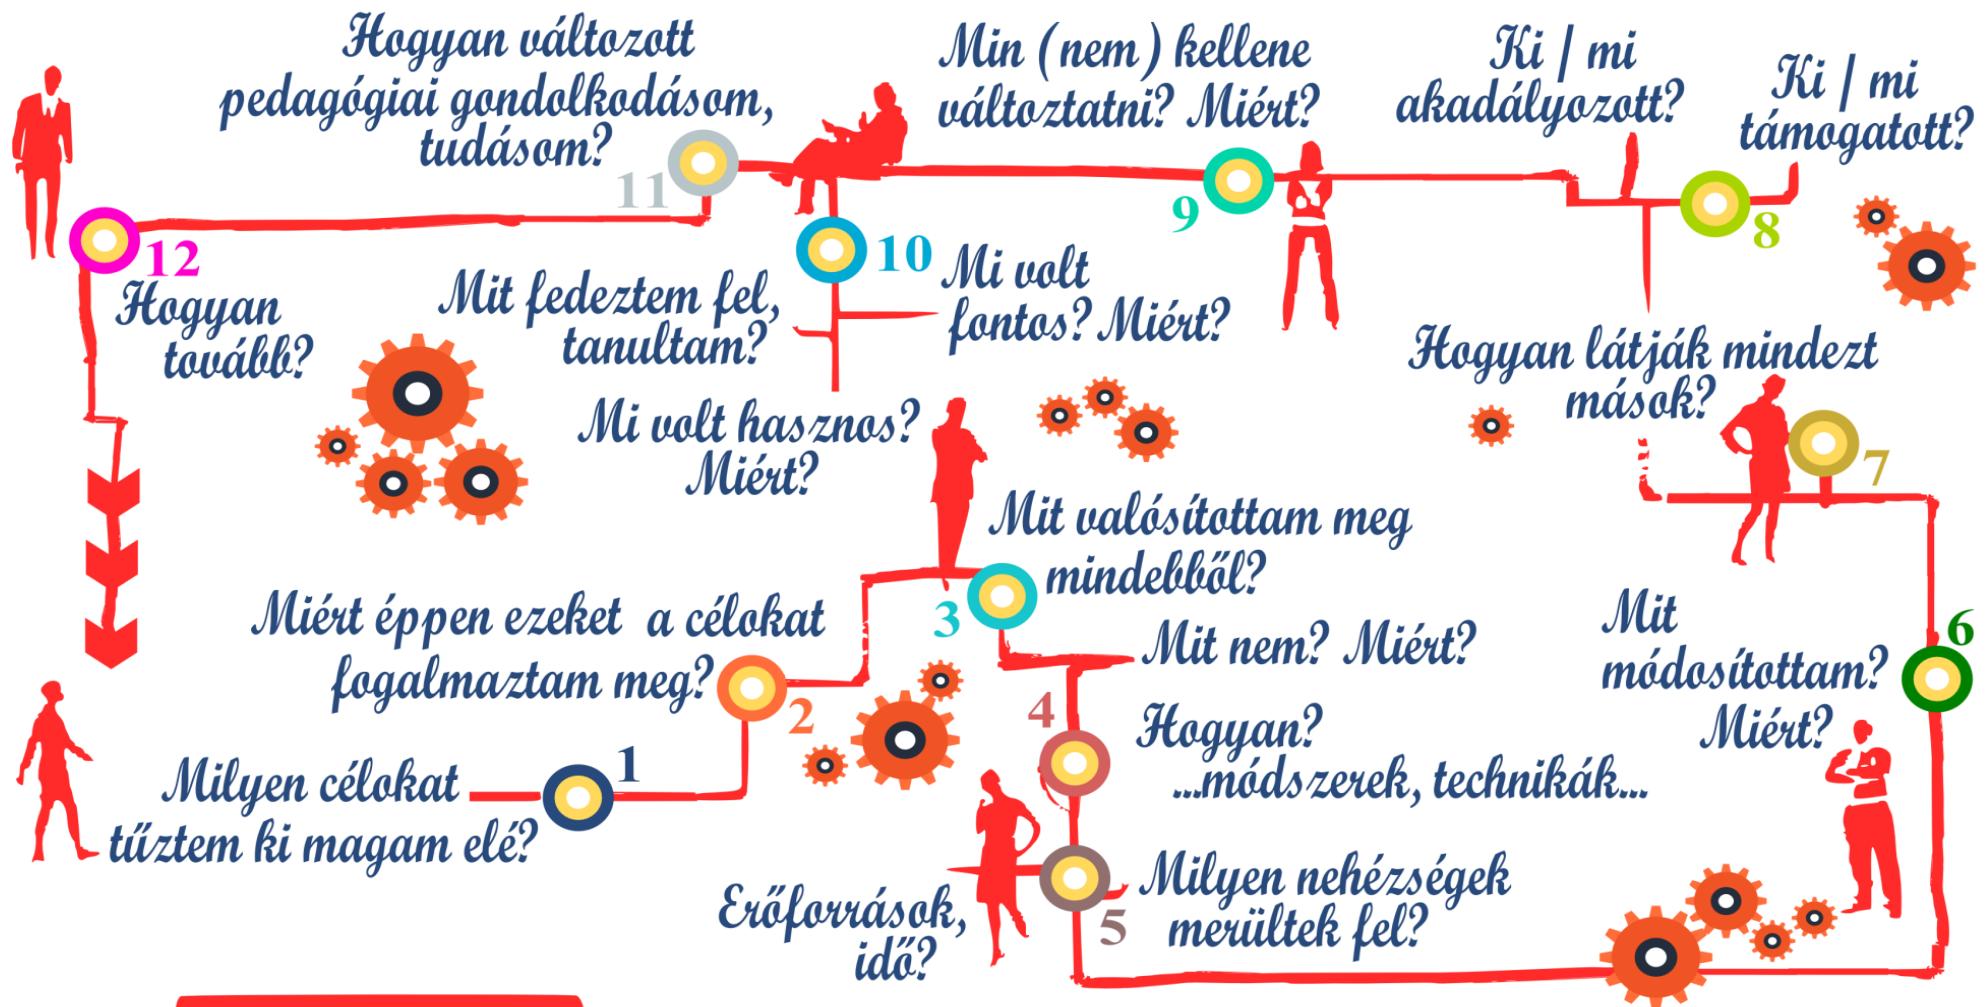 Hogyan változott
pedagógiai gondolkodásom,
tudásom?
11
Min (nem) kellene
változtatni? Miért?
9
Ki / mi
akadályozott?
Ki / mi
támogatott?
8
12
Hogyan
tovább?
10
Mit fedeztem fel,
tanultam?
Mi volt
fontos? Miért?
Mi volt hasznos?
Miért?
Hogyan látják mindezt
mások?
7
Mit valósítottam meg
mindebből?
3
Mit nem? Miért?
Miért éppen ezeket a célokat
fogalmaztam meg?
2
Mit
módosítottam?
Miért?
6
4
Hogyan?
...módszerek, technikák...
1
Milyen célokat
tűztem ki magam elé?
Erőforrások,
idő?
5
Milyen nehézségek
merültek fel?